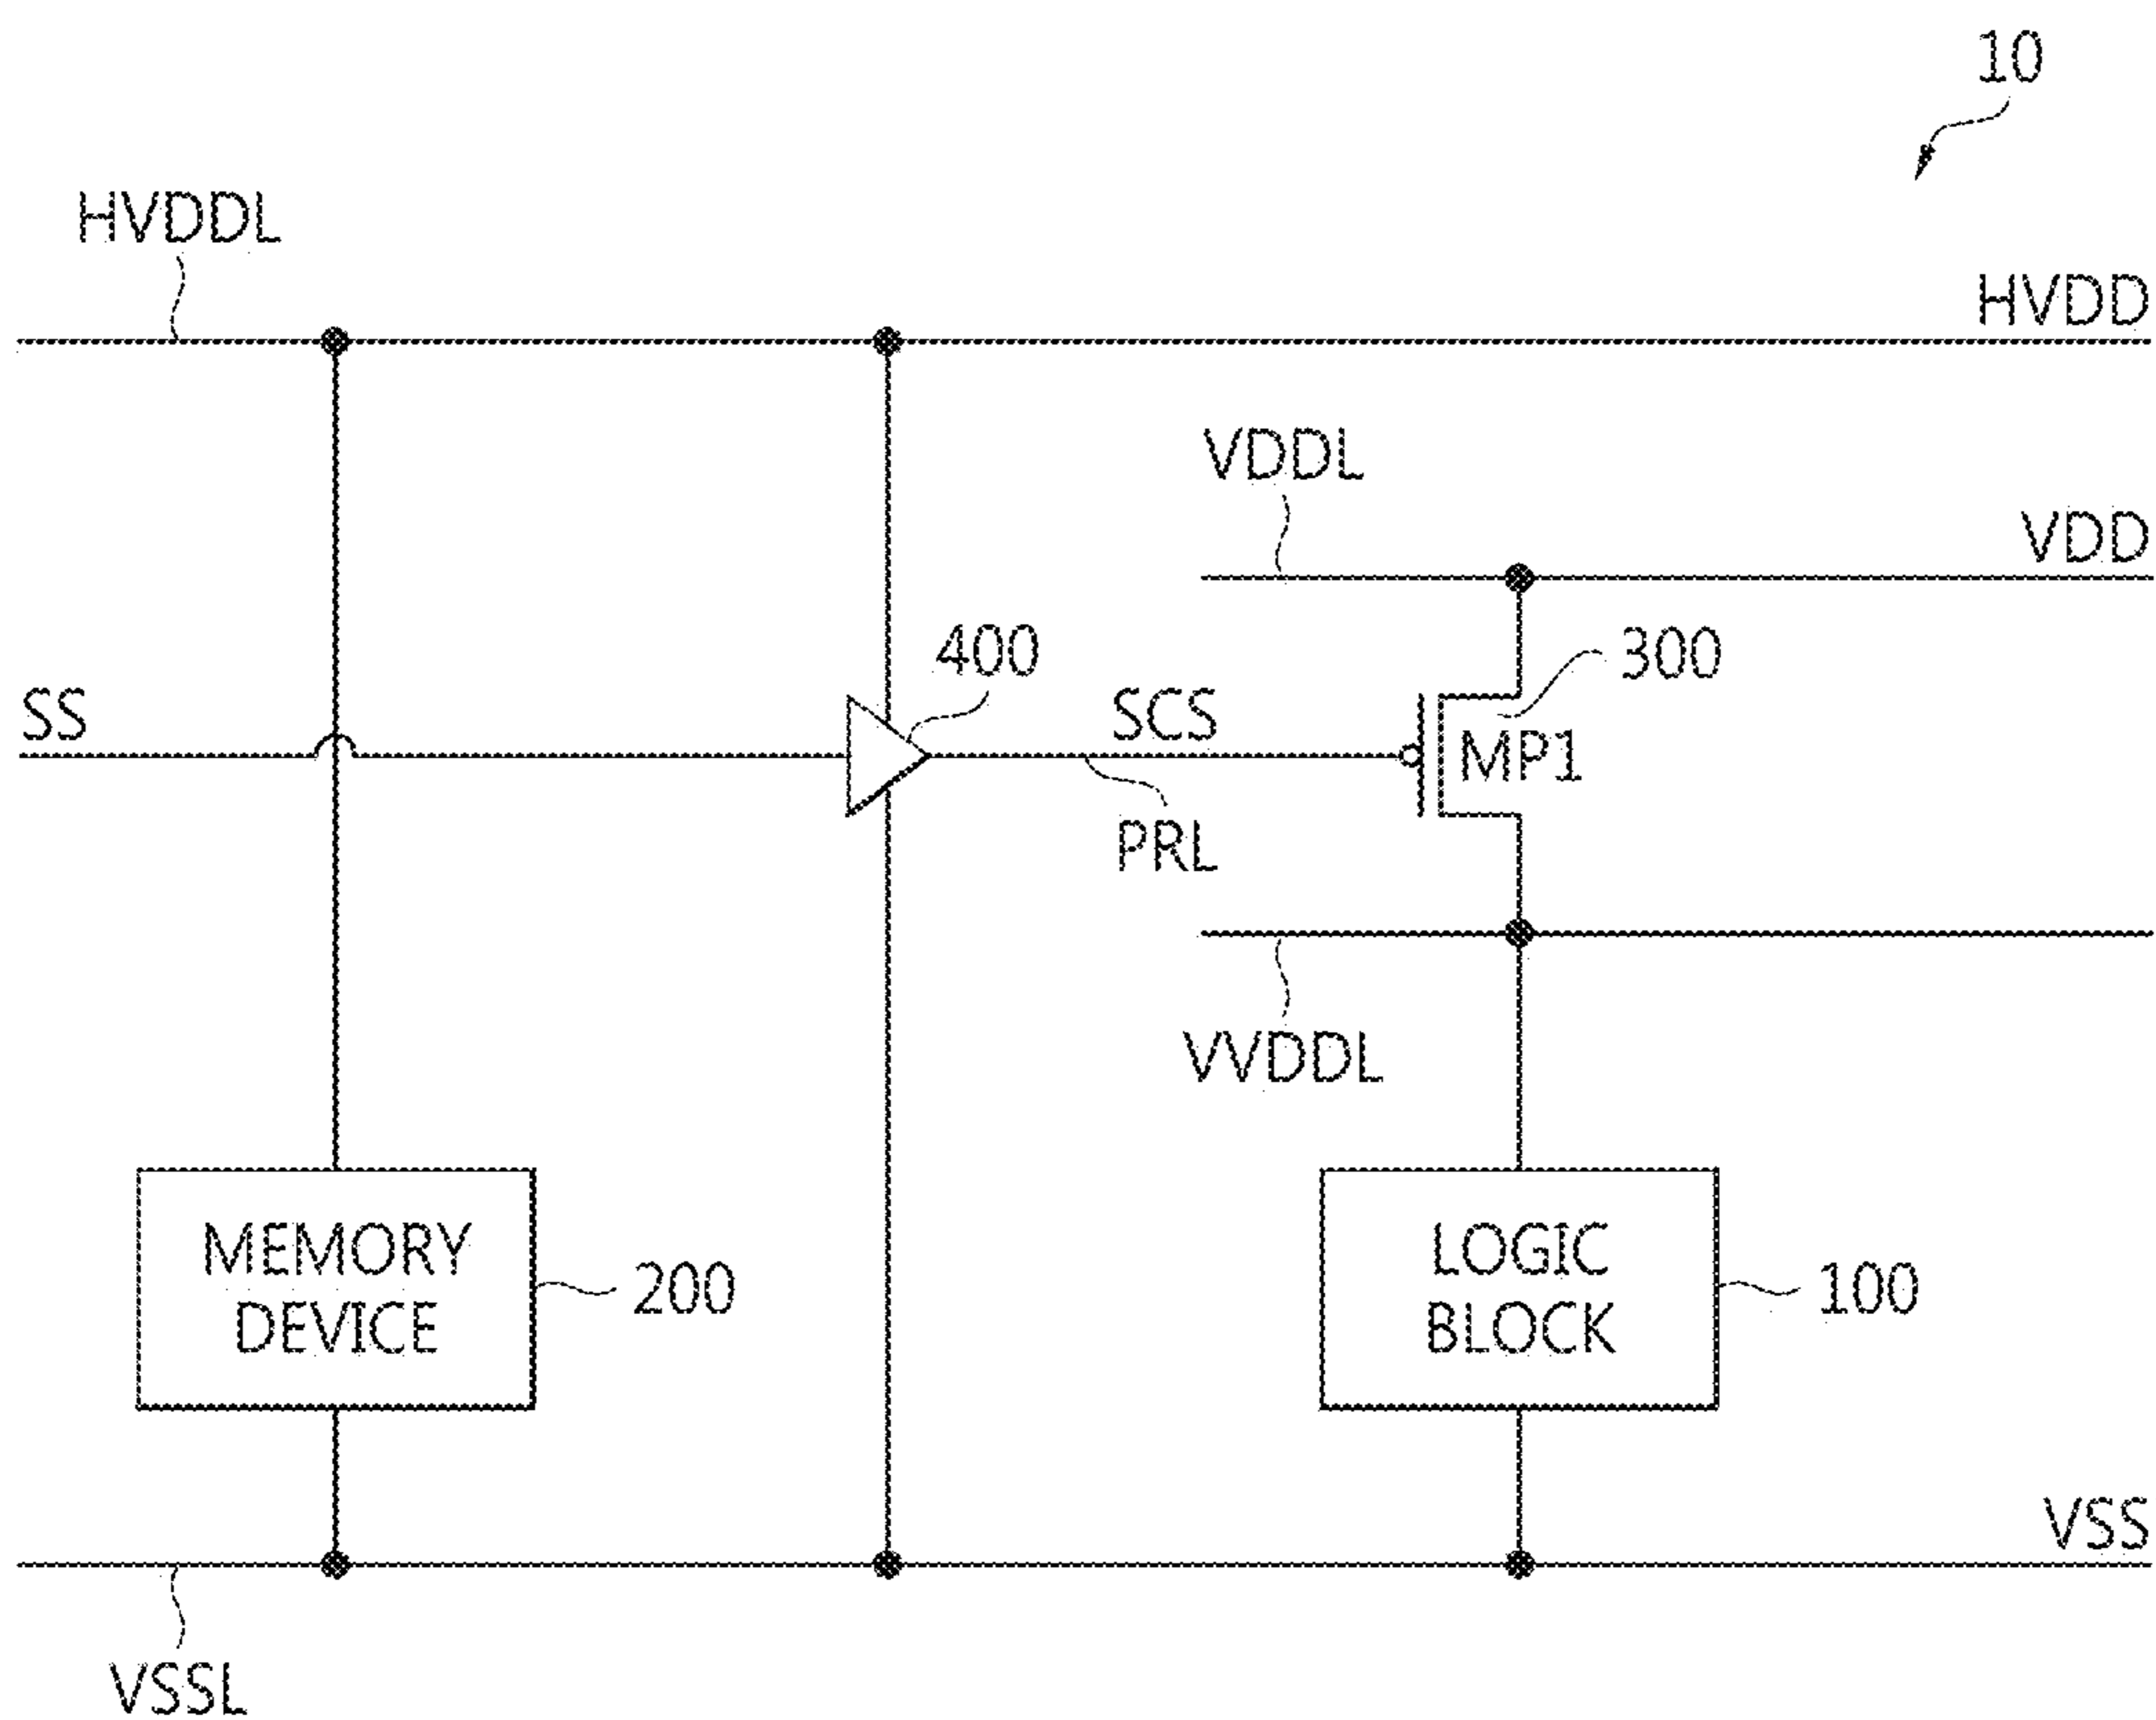 10
HVDDL
HVDD
VDDL
VDD
400
300
SS
SCS
MP1
PRL
VVDDL
MEMORY
DEVICE
200
LOGIC
BLOCK
100
VSS
VSSL